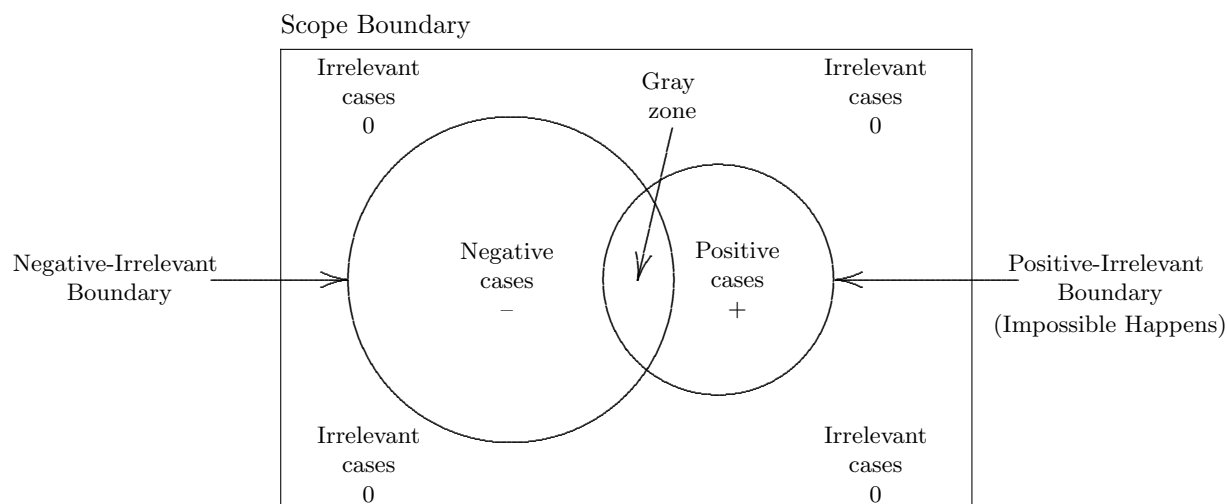 Scope Boundary
Irrelevant
cases
0
Gray
zone
Irrelevant
cases
0
Negative-Irrelevant
Boundary
Negative
cases
–
Positive
cases
+
Positive-Irrelevant
Boundary
(Impossible Happens)
Irrelevant
cases
0
Irrelevant
cases
0